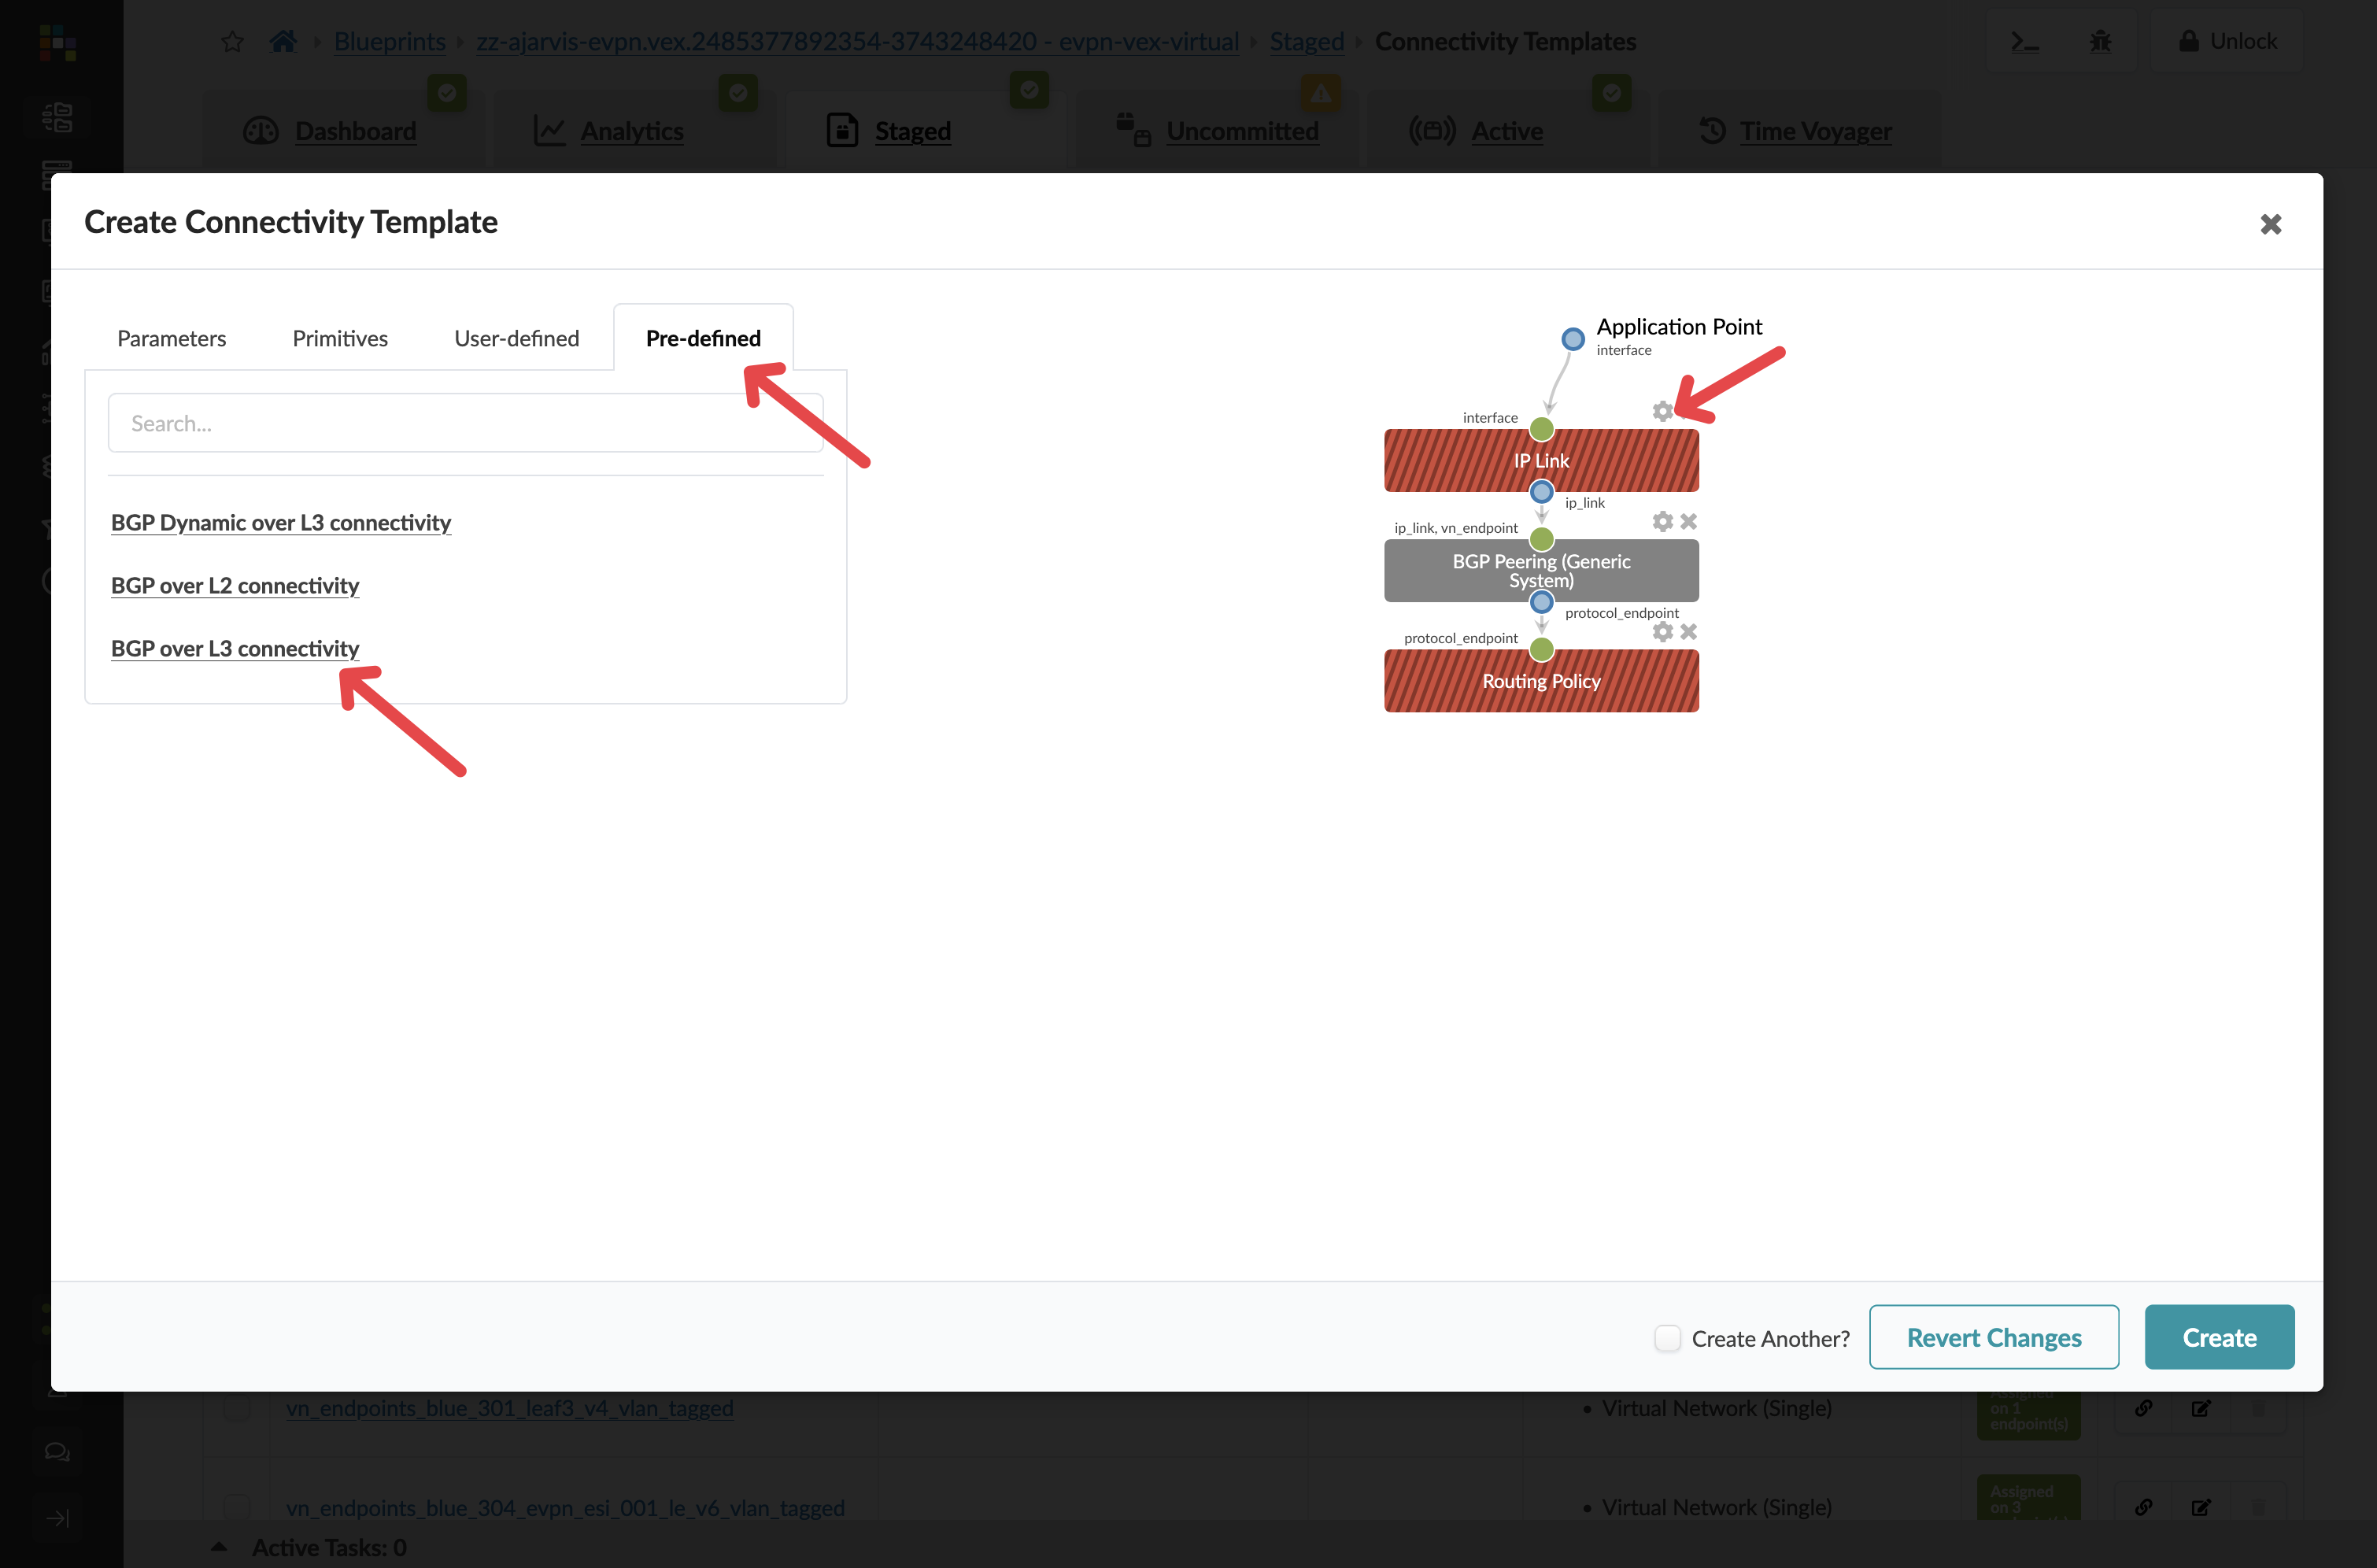 Blueprints zz-ajarvis-evpn.vex.2485377892354-3743248420 - evpn-vex-virtual Staged Connectivity Templates
Unlock
Dashboard
Analytics
Staged
Uncommitted
Active
Time Voyager
Create Connectivity Template
Parameters
Primitives
User-defined
Pre-defined
Search...
BGP Dynamic over L3 connectivity
BGP over L2 connectivity
BGP over L3 connectivity
Application Point
interface
interface
IP Link
ip_link
ip_link, vn_endpoint
BGP Peering (Generic
System)
protocol_endpoint
protocol_endpoint
Routing Policy
Create Another?
Revert Changes
Create
vn_endpoints_blue_301_leaf3_v4_vlan_tagged
• Virtual Network (Single)
Assigned
on 1
endpoint(s)
vn_endpoints_blue_304_evpn_esi_001_le_v6_vlan_tagged
• Virtual Network (Single)
Assigned
on 3
Active Tasks: 0